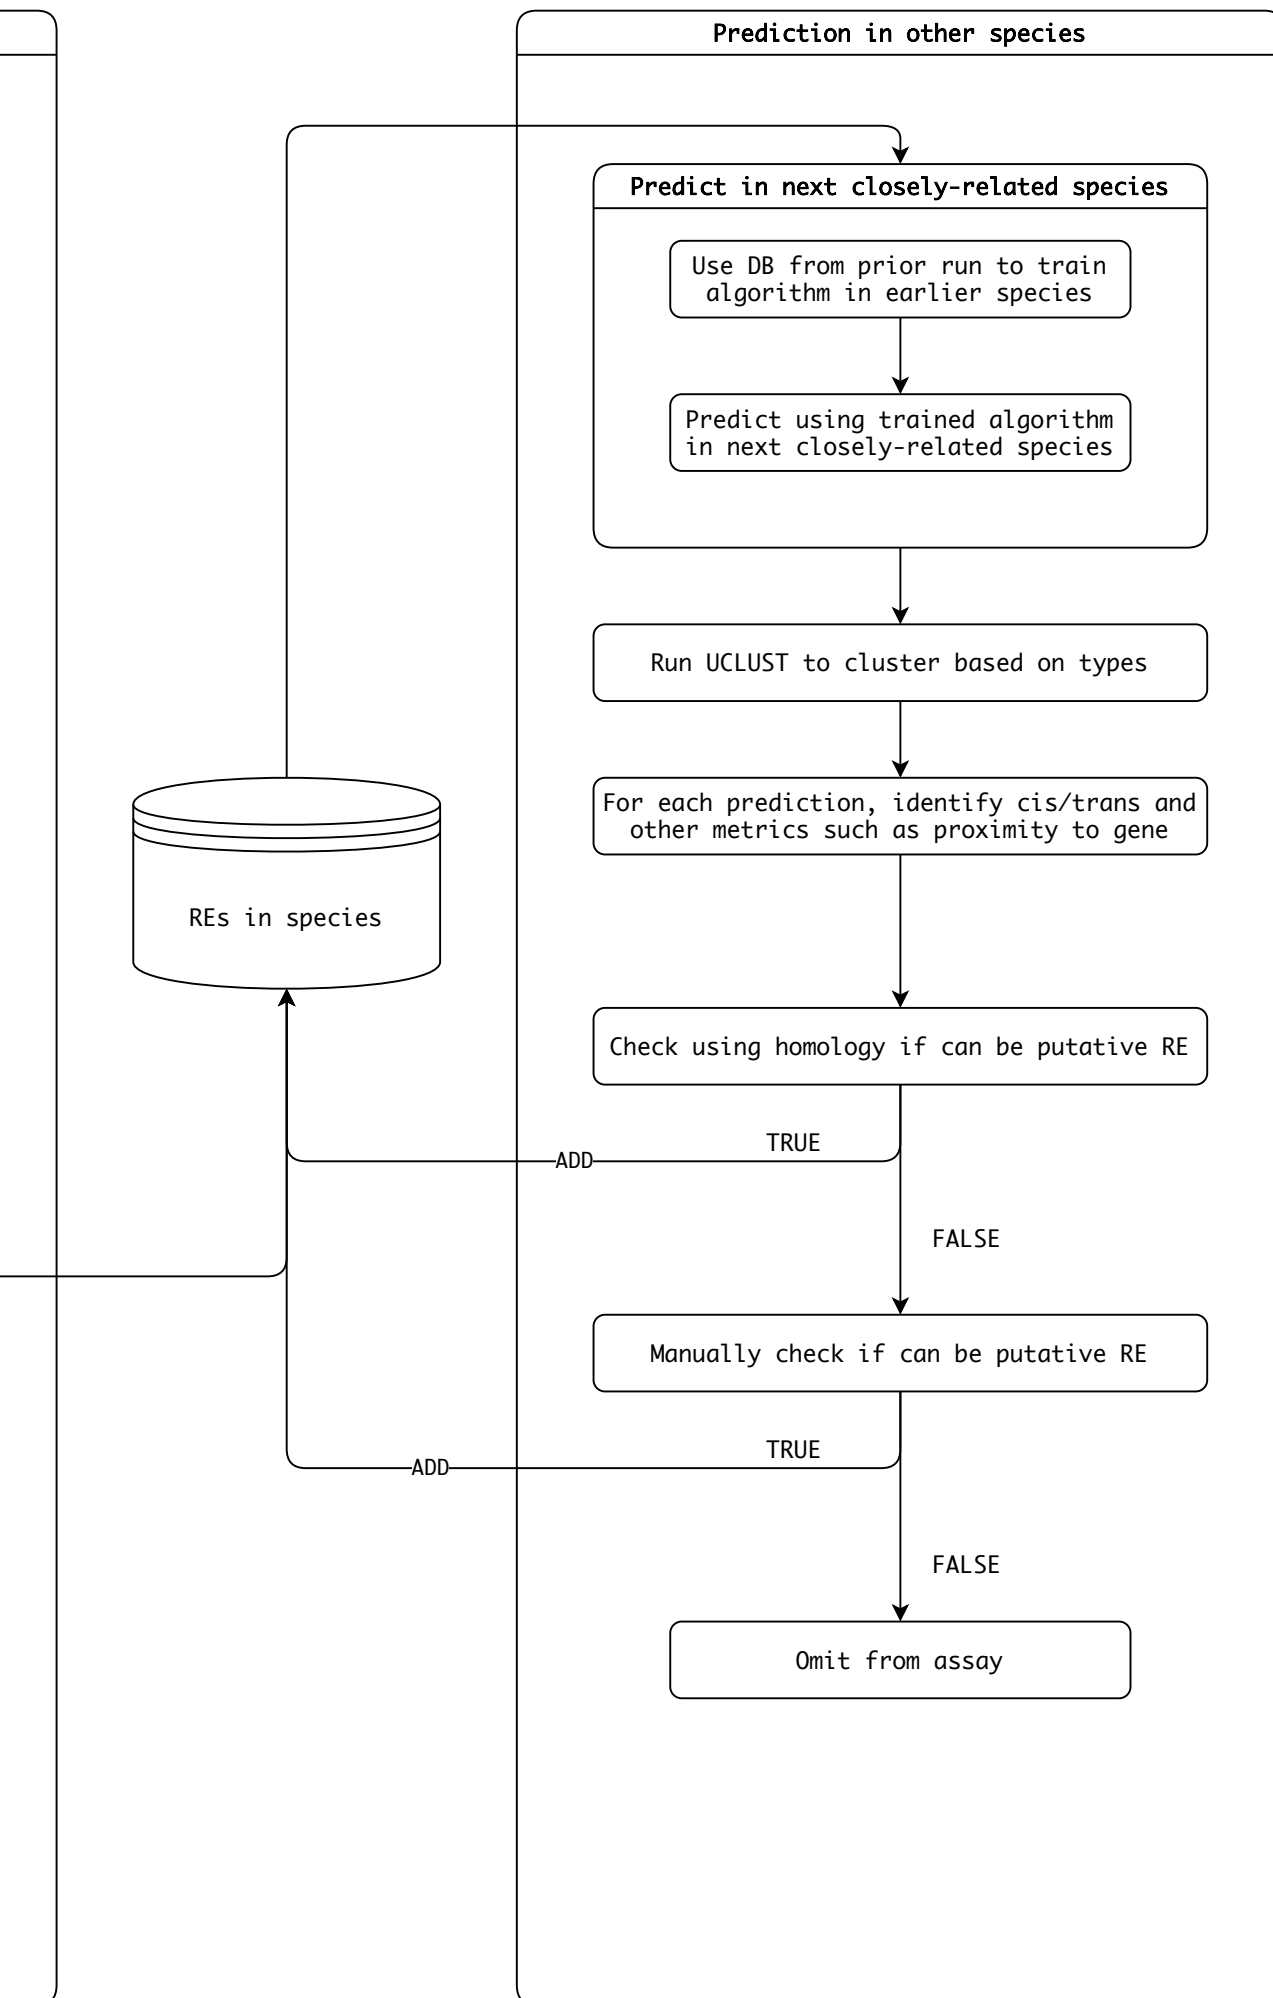 Prediction in other species
Predict in next closely-related species
Use DB from prior run to train
algorithm in earlier species
Predict using trained algorithm
in next closely-related species
Run UCLUST to cluster based on types
For each prediction, identify cis/trans and
other metrics such as proximity to gene
REs in species
Check using homology if can be putative RE
TRUE
ADD
FALSE
Manually check if can be putative RE
TRUE
ADD
FALSE
Omit from assay